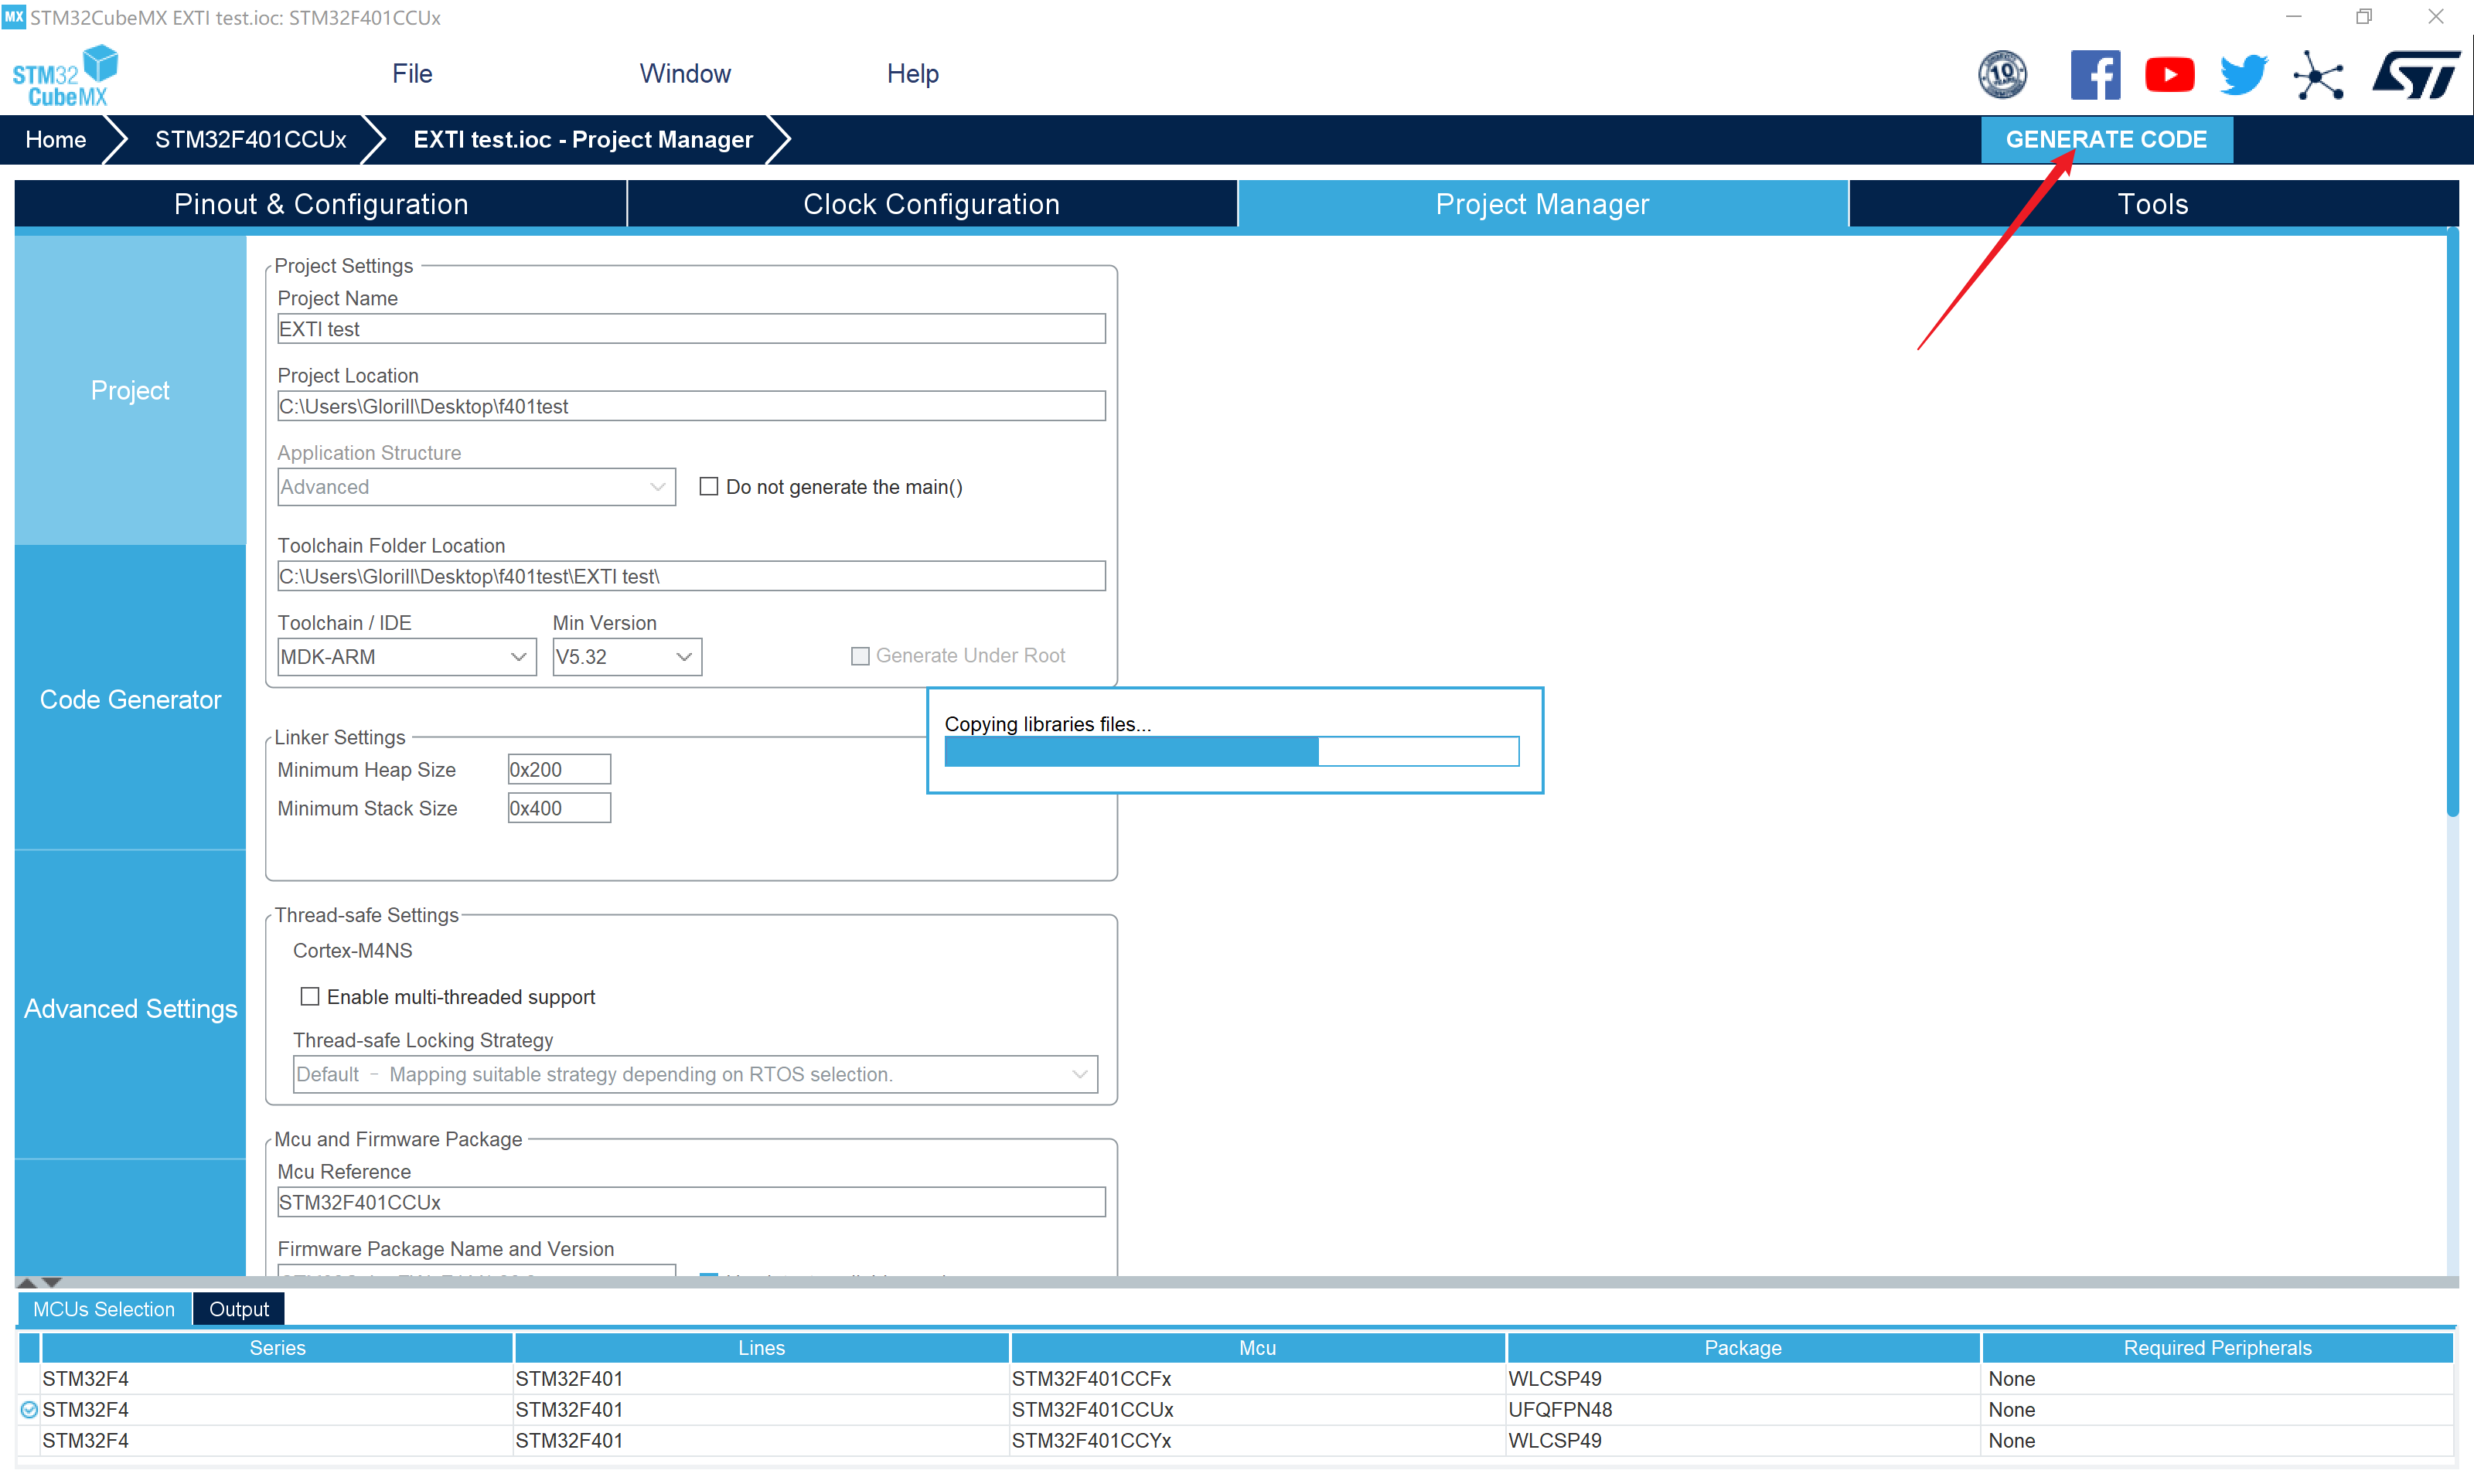 MX STM32CubeMX EXTI test.ioc: STM32F401CCUx
STM32 CubeMX
File Window Help
10
Home STM32F401CCUx EXTI test.ioc - Project Manager GENERATE CODE
Pinout & Configuration Clock Configuration Project Manager Tools
Project
Code Generator
Advanced Settings
Project Settings
Project Name
EXTI test
Project Location
C:\Users\Glorill\Desktop\f401test
Application Structure
Advanced Do not generate the main()
Toolchain Folder Location
C:\Users\Glorill\Desktop\f401test\EXTI test\
Toolchain / IDE Min Version
MDK-ARM V5.32 Generate Under Root
Copying libraries files...
Linker Settings
Minimum Heap Size 0x200
Minimum Stack Size 0x400
Thread-safe Settings
Cortex-M4NS
Enable multi-threaded support
Thread-safe Locking Strategy
Default – Mapping suitable strategy depending on RTOS selection.
Mcu and Firmware Package
Mcu Reference
STM32F401CCUx
Firmware Package Name and Version
MCUs Selection Output
Series Lines Mcu Package Required Peripherals
STM32F4 STM32F401 STM32F401CCFx WLCSP49 None
STM32F4 STM32F401 STM32F401CCUx UFQFPN48 None
STM32F4 STM32F401 STM32F401CCYx WLCSP49 None